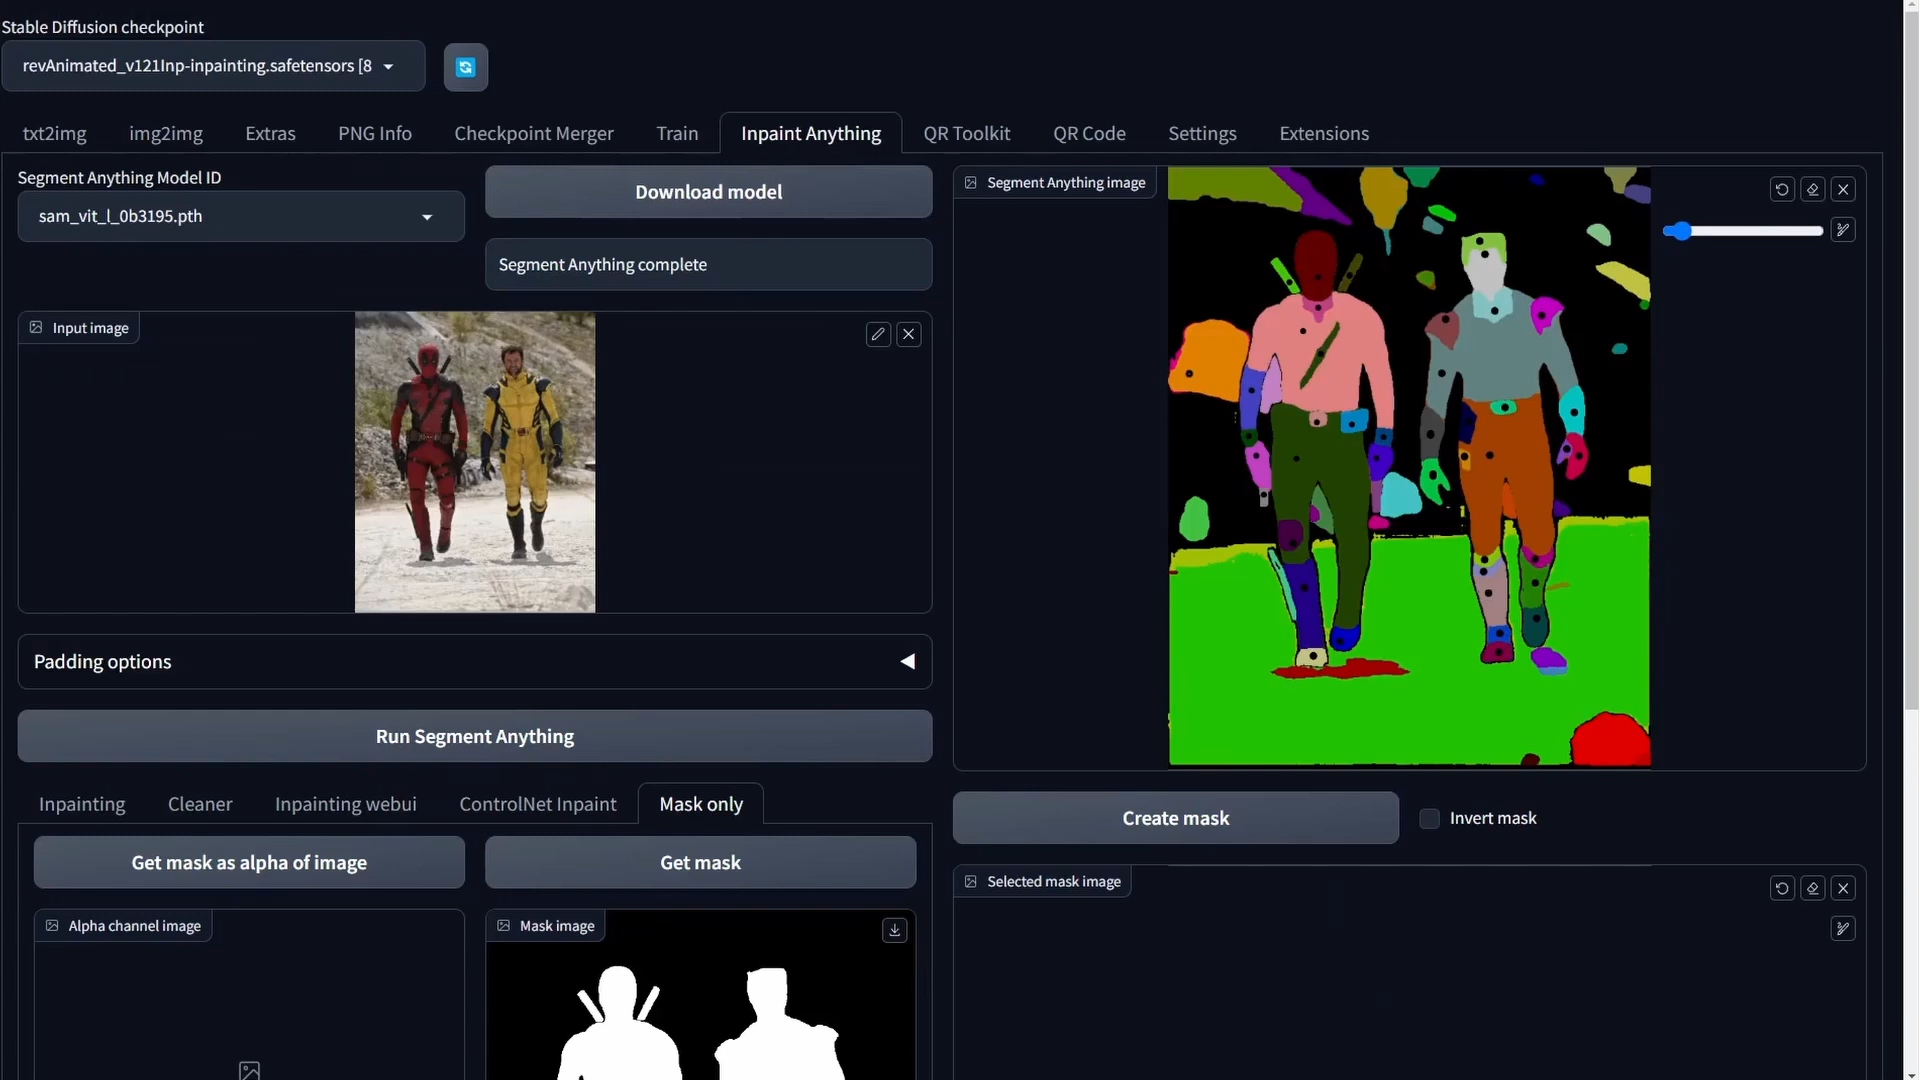 Stable Diffusion checkpoint
revAnimated_v121Inp-inpainting.safetensors [8
txt2img
img2img
Extras
PNG Info
Checkpoint Merger
Train
Inpaint Anything
QR Toolkit
QR Code
Settings
Extensions
Segment Anything Model ID
sam_vit_l_0b3195.pth
Download model
Segment Anything complete
Input image
Padding options
Run Segment Anything
Inpainting
Cleaner
Inpainting webui
ControlNet Inpaint
Mask only
Get mask as alpha of image
Get mask
Alpha channel image
Mask image
Segment Anything image
Create mask
Invert mask
Selected mask image